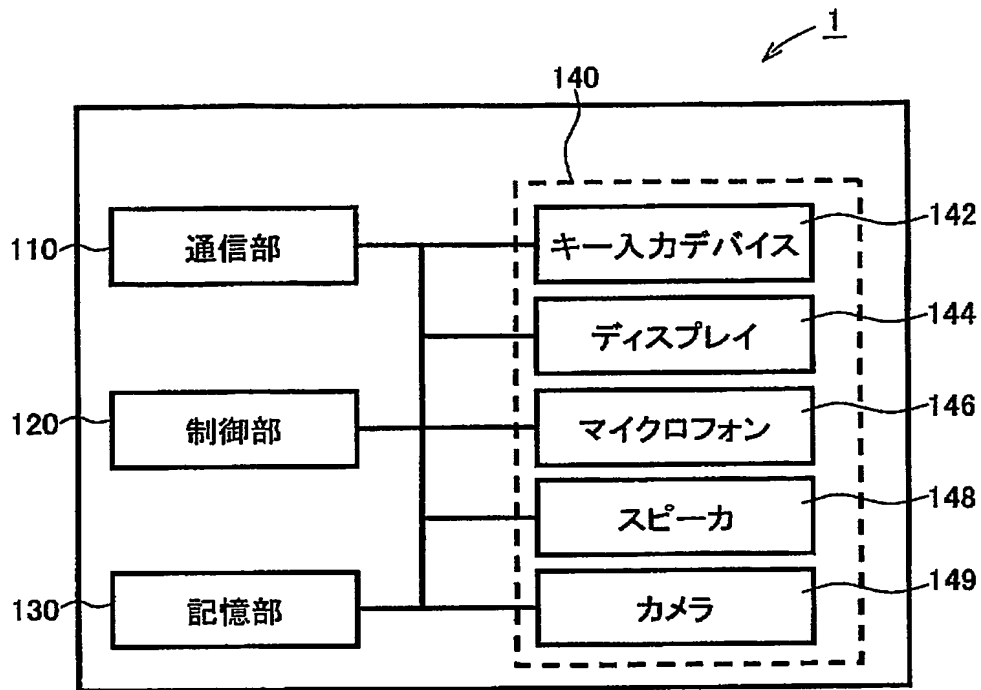 1
140
110
通信部
キー入力デバイス
142
ディスプレイ
144
120
制御部
マイクロフォン
146
スピーカ
148
130
記憶部
カメラ
149